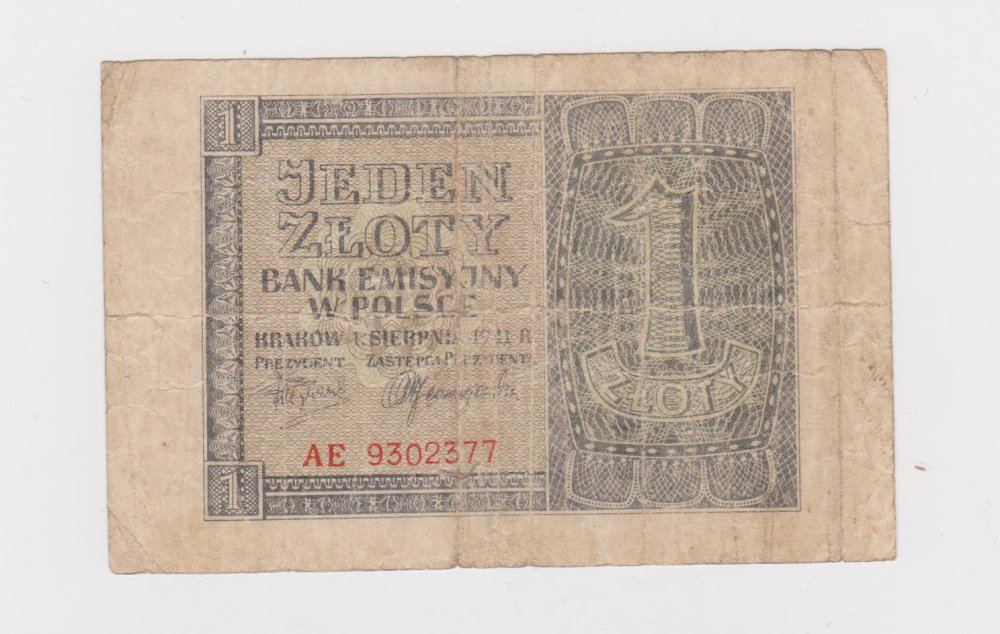 1
JEDEN
ZŁOTY
BANK EMISYJNY
W POLSCE
KRAKÓW 1. SIERPNIA 1941 R
PREZYDENT ZASTĘPCA PREZYDENTA
AE 9302377
1
1
ZŁOTY